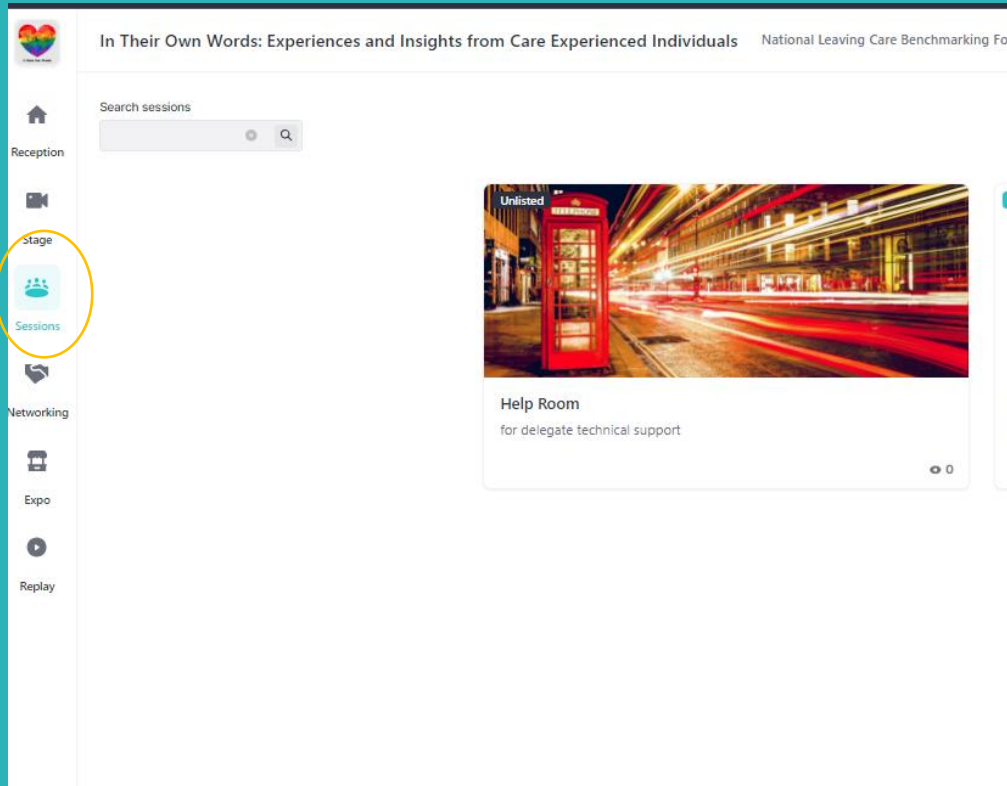 In Their Own Words: Experiences and Insights from Care Experienced Individuals National Leaving Care Benchmarking Fo
Search sessions
Reception
Stage
Sessions
Networking
Expo
Replay
Unlisted
TELEPHONE
Help Room
for delegate technical support
0